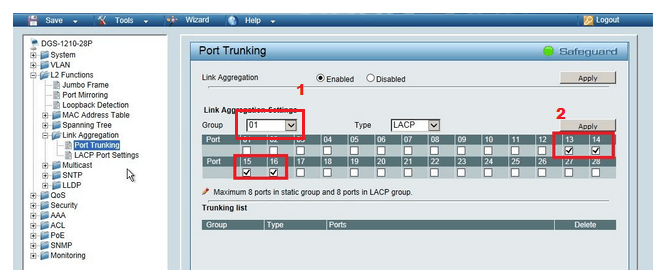 Save Tools Wizard Help Logout
DGS-1210-28P
System
VLAN
L2 Functions
Jumbo Frame
Port Mirroring
Loopback Detection
MAC Address Table
Spanning Tree
Link Aggregation
Port Trunking
LACP Port Settings
Multicast
SNTP
LLDP
QoS
Security
AAA
ACL
PoE
SNMP
Monitoring
Port Trunking Safeguard
Link Aggregation Enabled Disabled Apply
1
Link Aggregation Settings 2
Group 01 Type LACP Apply
Port 01 02 03 04 05 06 07 08 09 10 11 12 13 14
Port 15 16 17 18 19 20 21 22 23 24 25 26 27 28
Maximum 8 ports in static group and 8 ports in LACP group.
Trunking list
Group Type Ports Delete